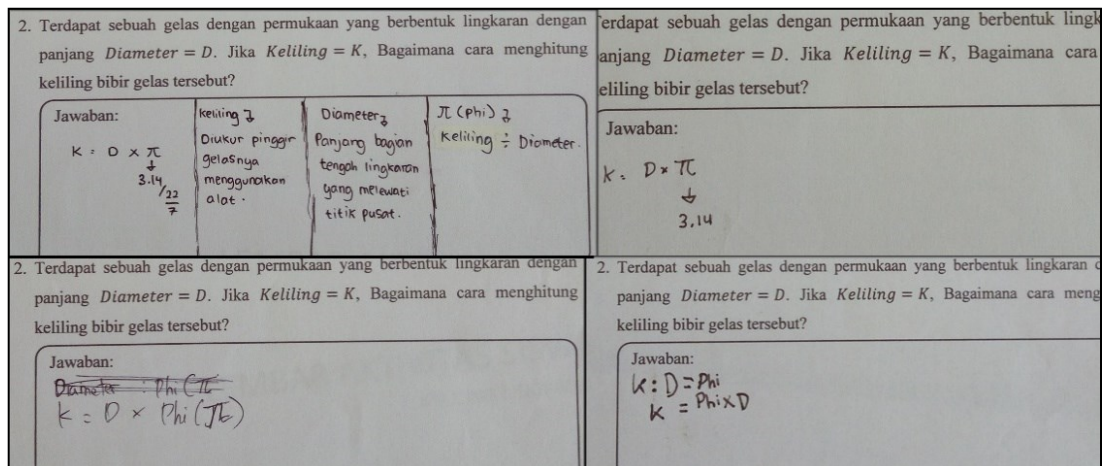 2. Terdapat sebuah gelas dengan permukaan yang berbentuk lingkaran dengan
panjang Diameter = D. Jika Keliling = K, Bagaimana cara menghitung
keliling bibir gelas tersebut?
Jawaban:
K = D x π
↓
3.14/22
7
keliling
Diukur pinggir
gelasnya
menggunakan
alat.
Diameter
Panjang bagian
tengah lingkaran
yang melewati
titik pusat.
π (phi)
keliling ÷ Diameter.
erdapat sebuah gelas dengan permukaan yang berbentuk lingk
anjang Diameter = D. Jika Keliling = K, Bagaimana cara
eliling bibir gelas tersebut?
Jawaban:
K = D x π
↓
3.14
2. Terdapat sebuah gelas dengan permukaan yang berbentuk lingkaran dengan
panjang Diameter = D. Jika Keliling = K, Bagaimana cara menghitung
keliling bibir gelas tersebut?
Jawaban:
Diameter : Phi (π
K = D x Phi (π)
2. Terdapat sebuah gelas dengan permukaan yang berbentuk lingkaran d
panjang Diameter = D. Jika Keliling = K, Bagaimana cara meng
keliling bibir gelas tersebut?
Jawaban:
K : D = Phi
K = Phi x D